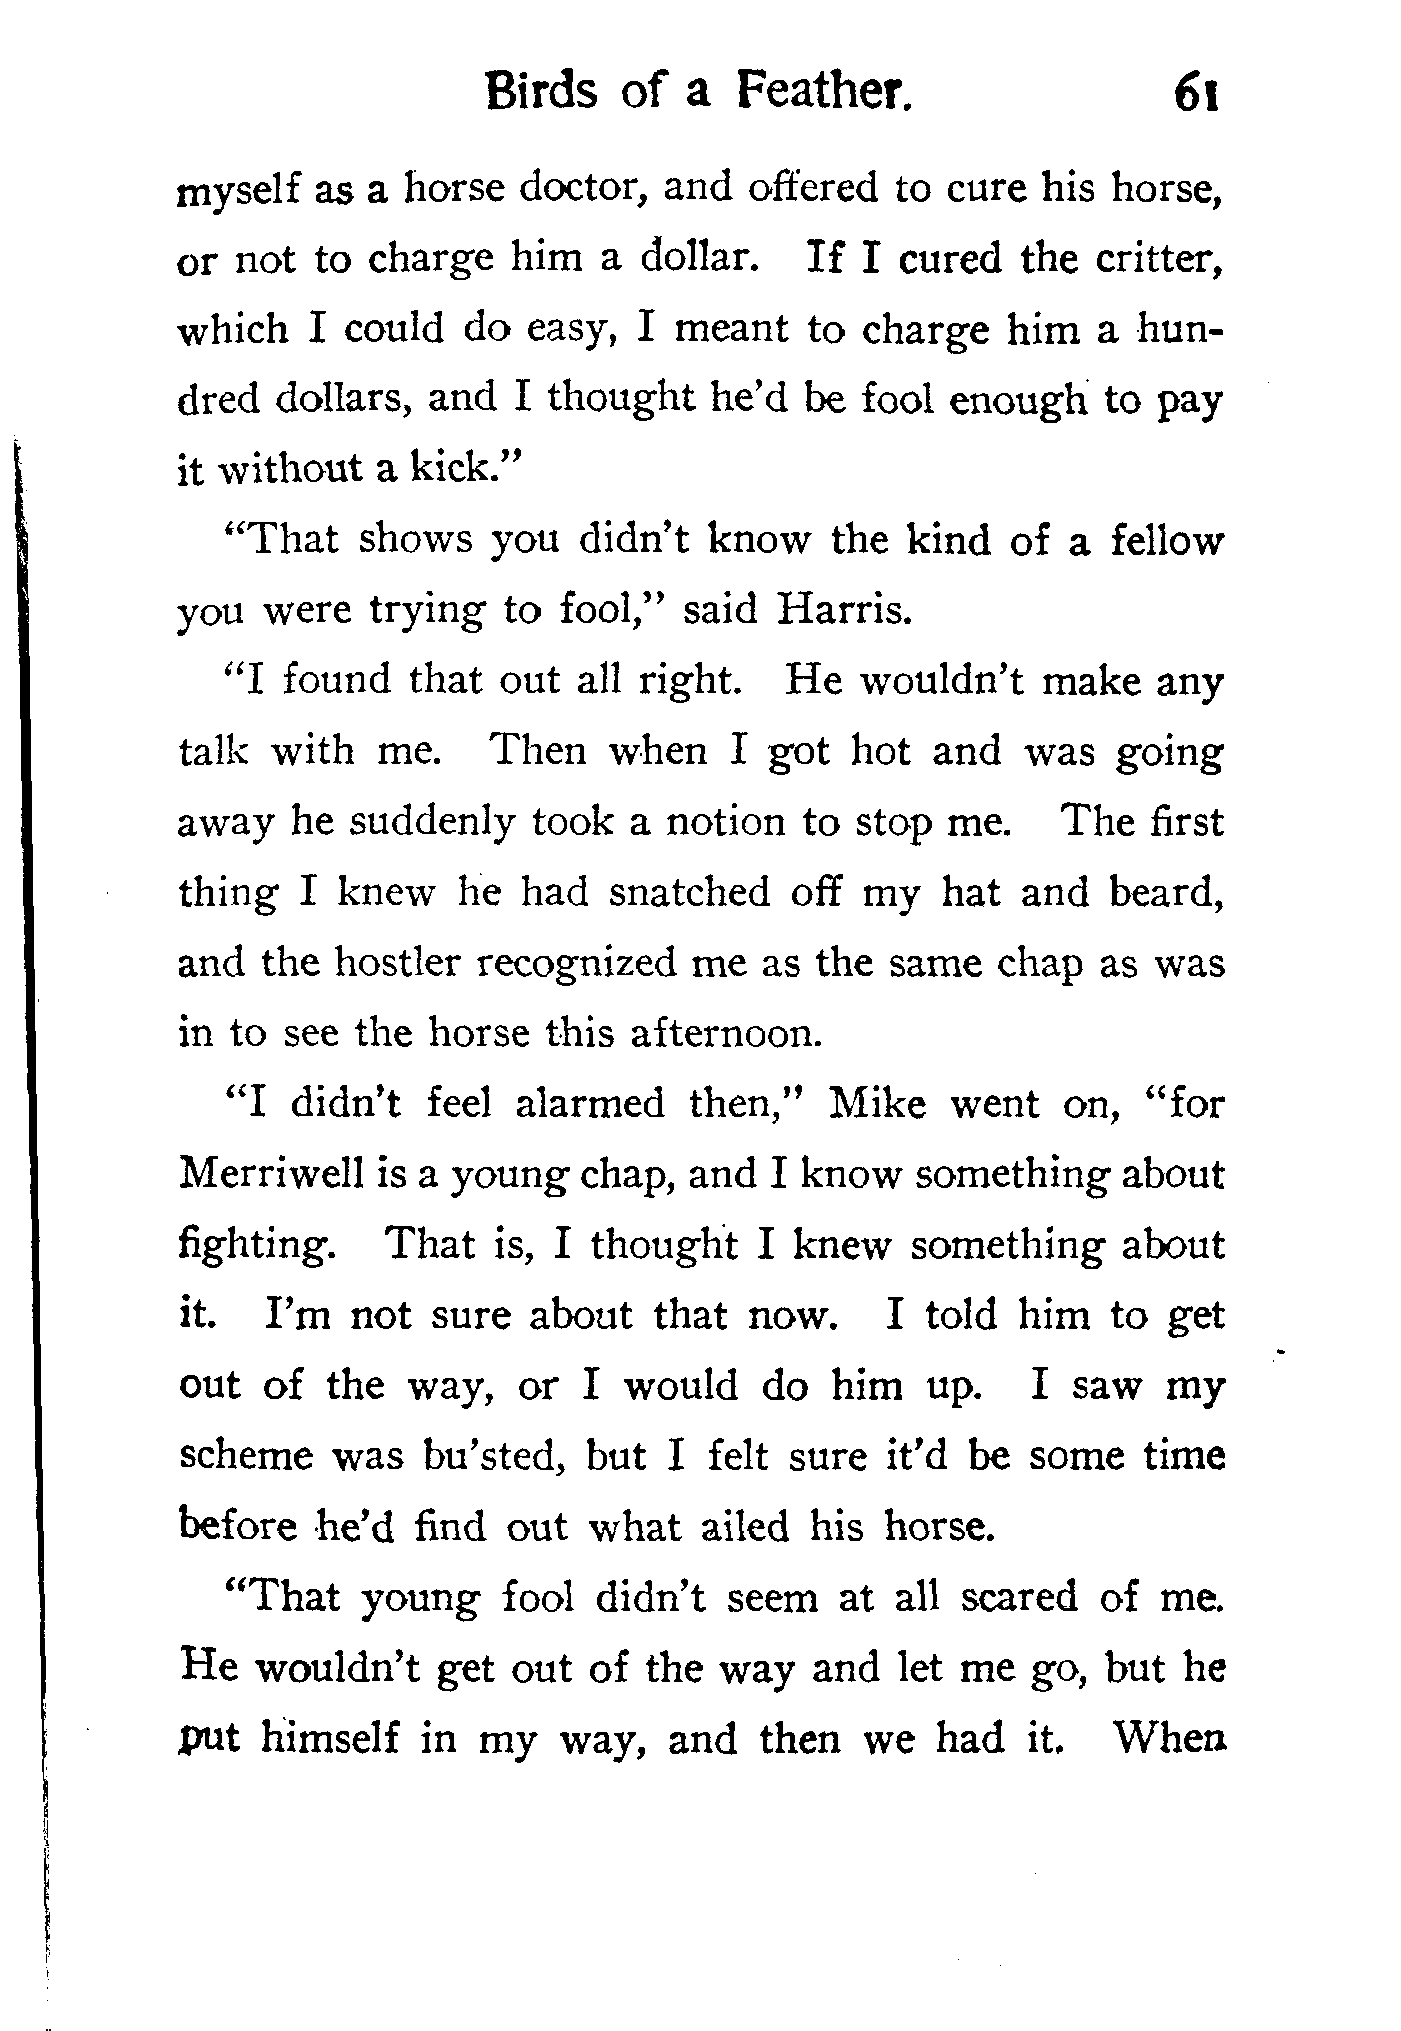 Birds of a Feather. 61
myself as a horse doctor, and offered to cure his horse,
or not to charge him a dollar. If I cured the critter,
which I could do easy, I meant to charge him a hun-
dred dollars, and I thought he'd be fool enough to pay
it without a kick."
"That shows you didn't know the kind of a fellow
you were trying to fool," said Harris.
"I found that out all right. He wouldn't make any
talk with me. Then when I got hot and was going
away he suddenly took a notion to stop me. The first
thing I knew he had snatched off my hat and beard,
and the hostler recognized me as the same chap as was
in to see the horse this afternoon.
"I didn't feel alarmed then," Mike went on, "for
Merriwell is a young chap, and I know something about
fighting. That is, I thought I knew something about
it. I'm not sure about that now. I told him to get
out of the way, or I would do him up. I saw my
scheme was bu'sted, but I felt sure it'd be some time
before he'd find out what ailed his horse.
"That young fool didn't seem at all scared of me.
He wouldn't get out of the way and let me go, but he
put himself in my way, and then we had it. When